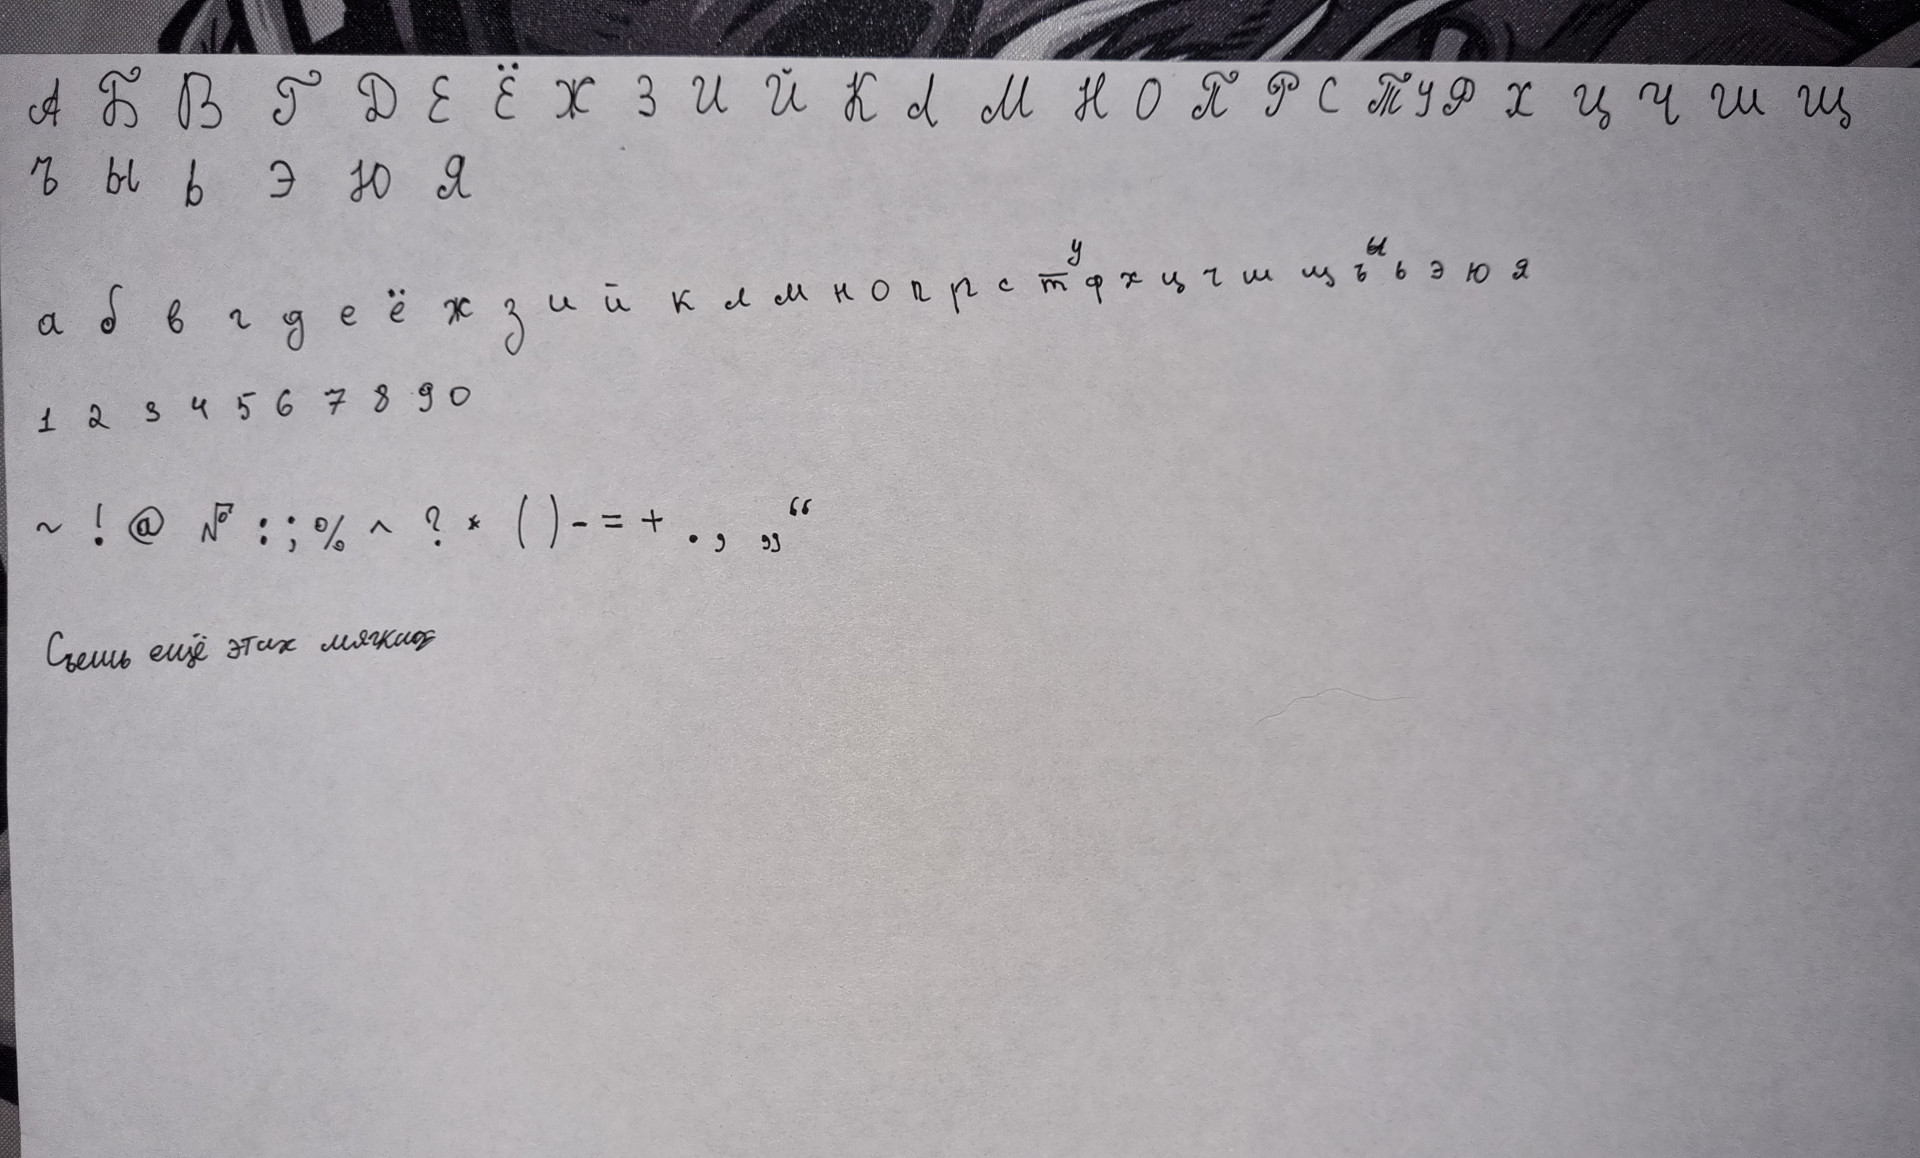 А Б В Г Д Е Ё Ж З И Й К Л М Н О П Р С Т У Ф Х Ц Ч Ш Щ
Ъ Ы Ь Э Ю Я
а б в г д е ё ж з и й к л м н о п р с т у ф х ц ч ш щ ъ ы ь э ю я
1 2 3 4 5 6 7 8 9 0
~ ! @ № : ; % ^ ? * ( ) - = + . , „ “
Съешь ещё этих мягких